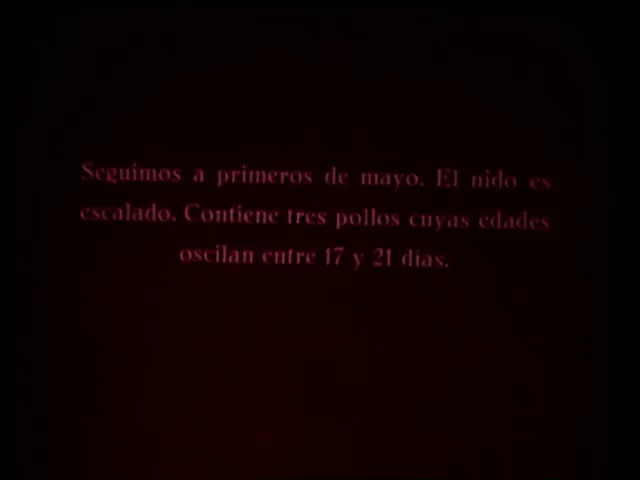 Seguimos a primeros de mayo. El nido es
escalado. Contiene tres pollos cuyas edades
oscilan entre 17 y 21 días.